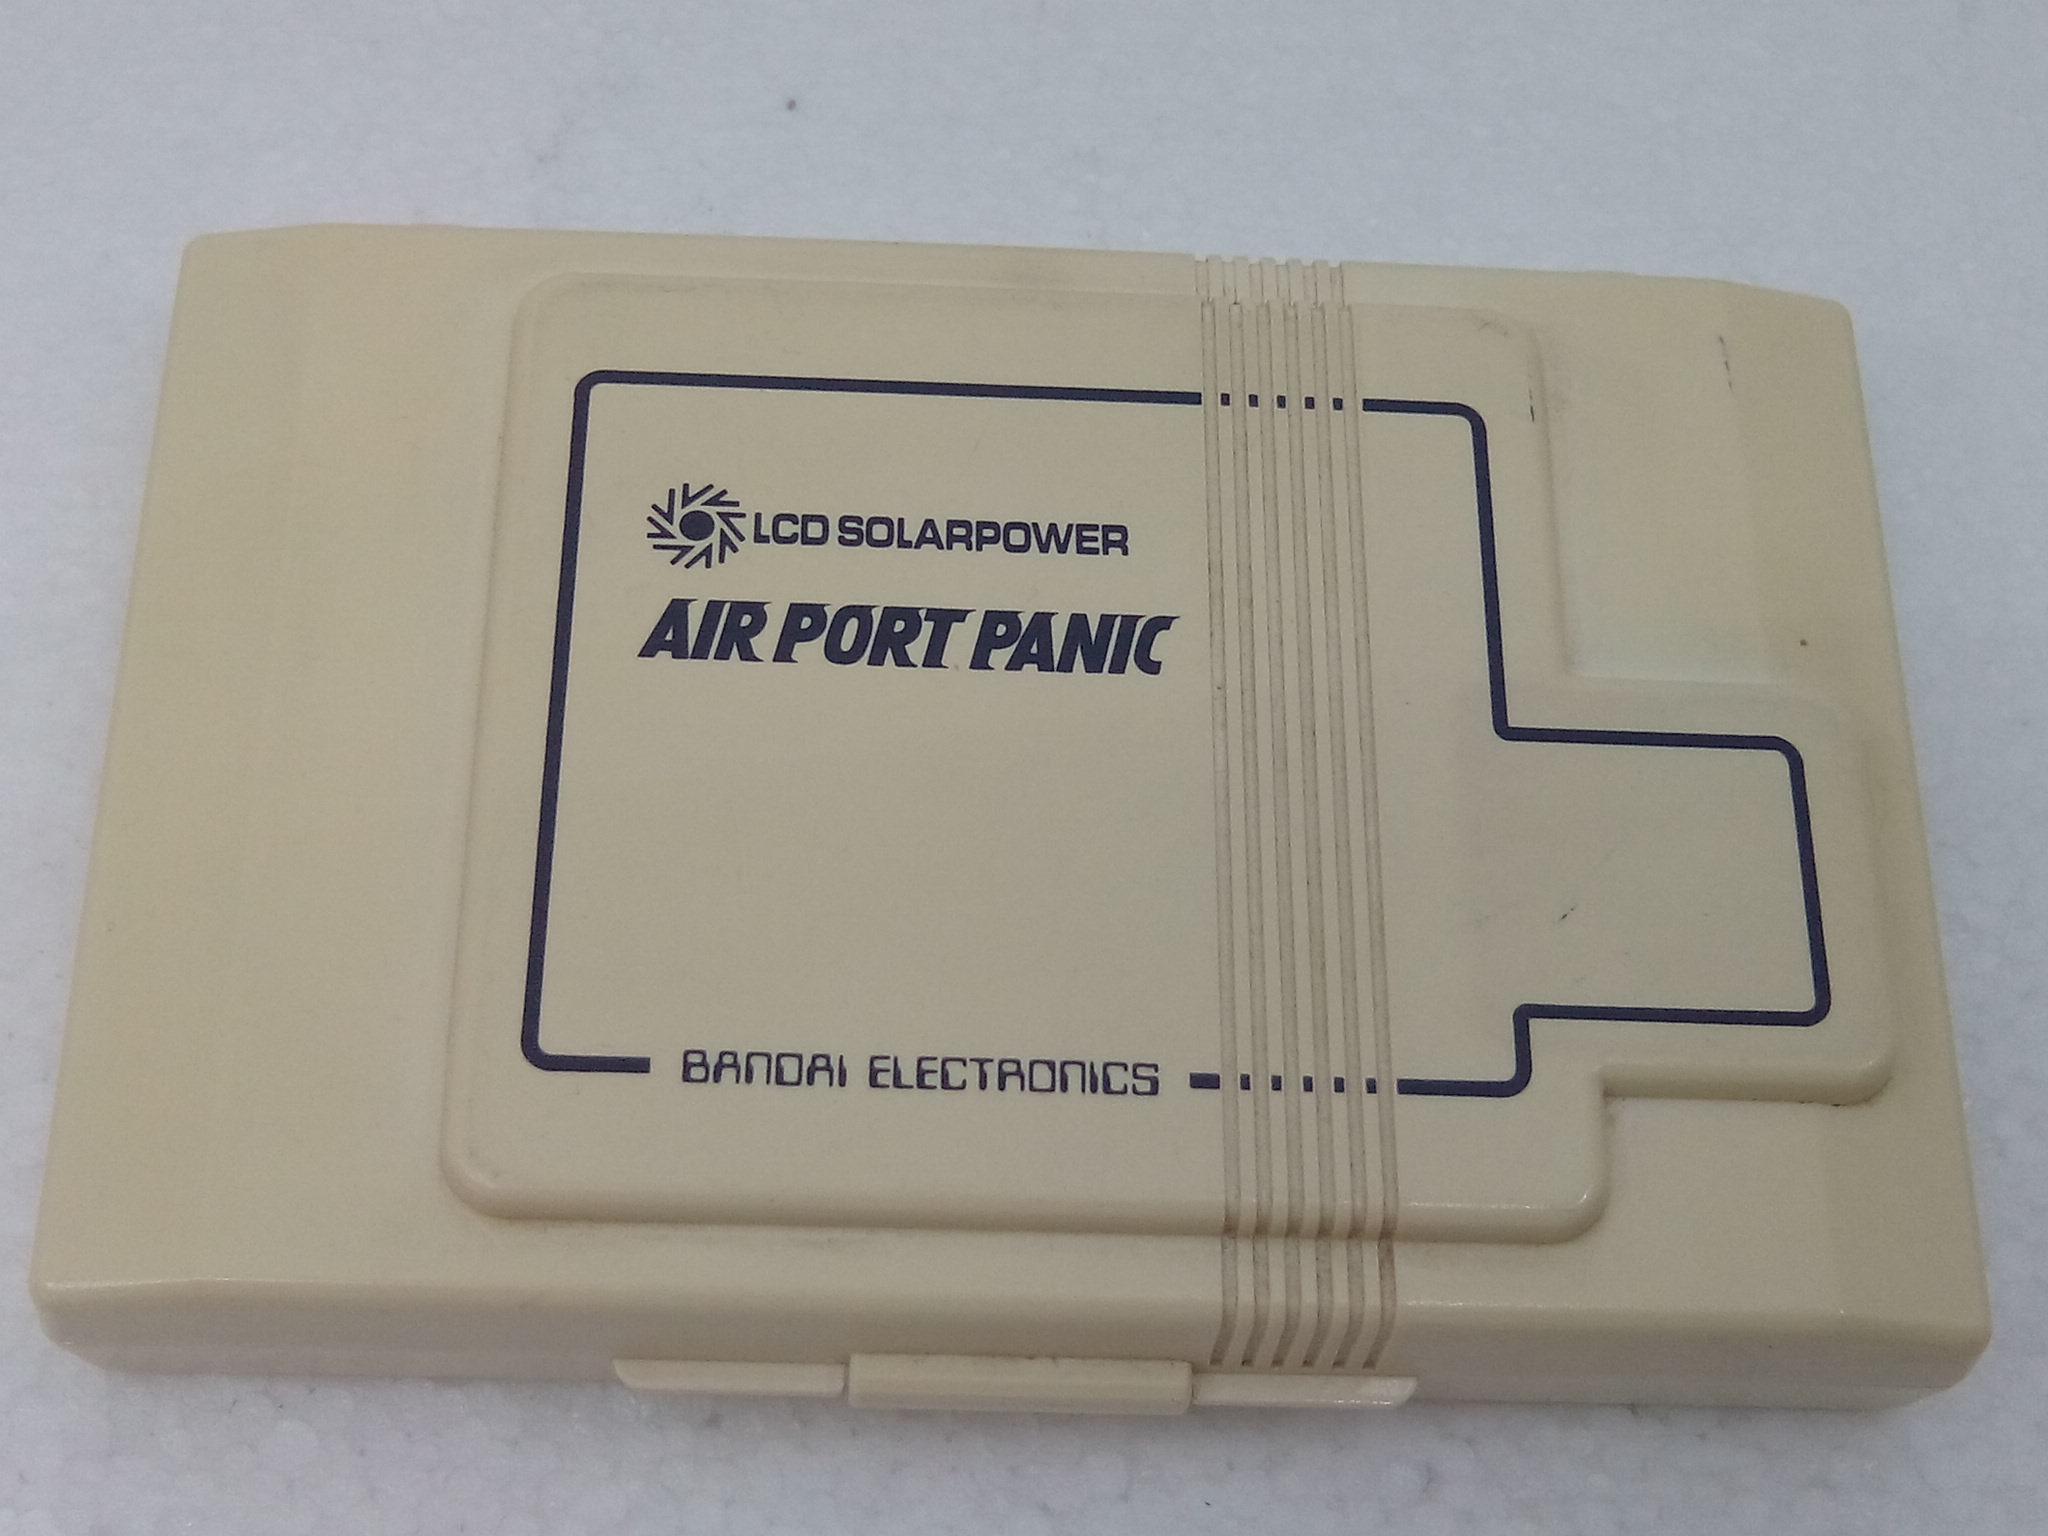 LCD SOLARPOWER
AIR PORT PANIC
BANDAI ELECTRONICS